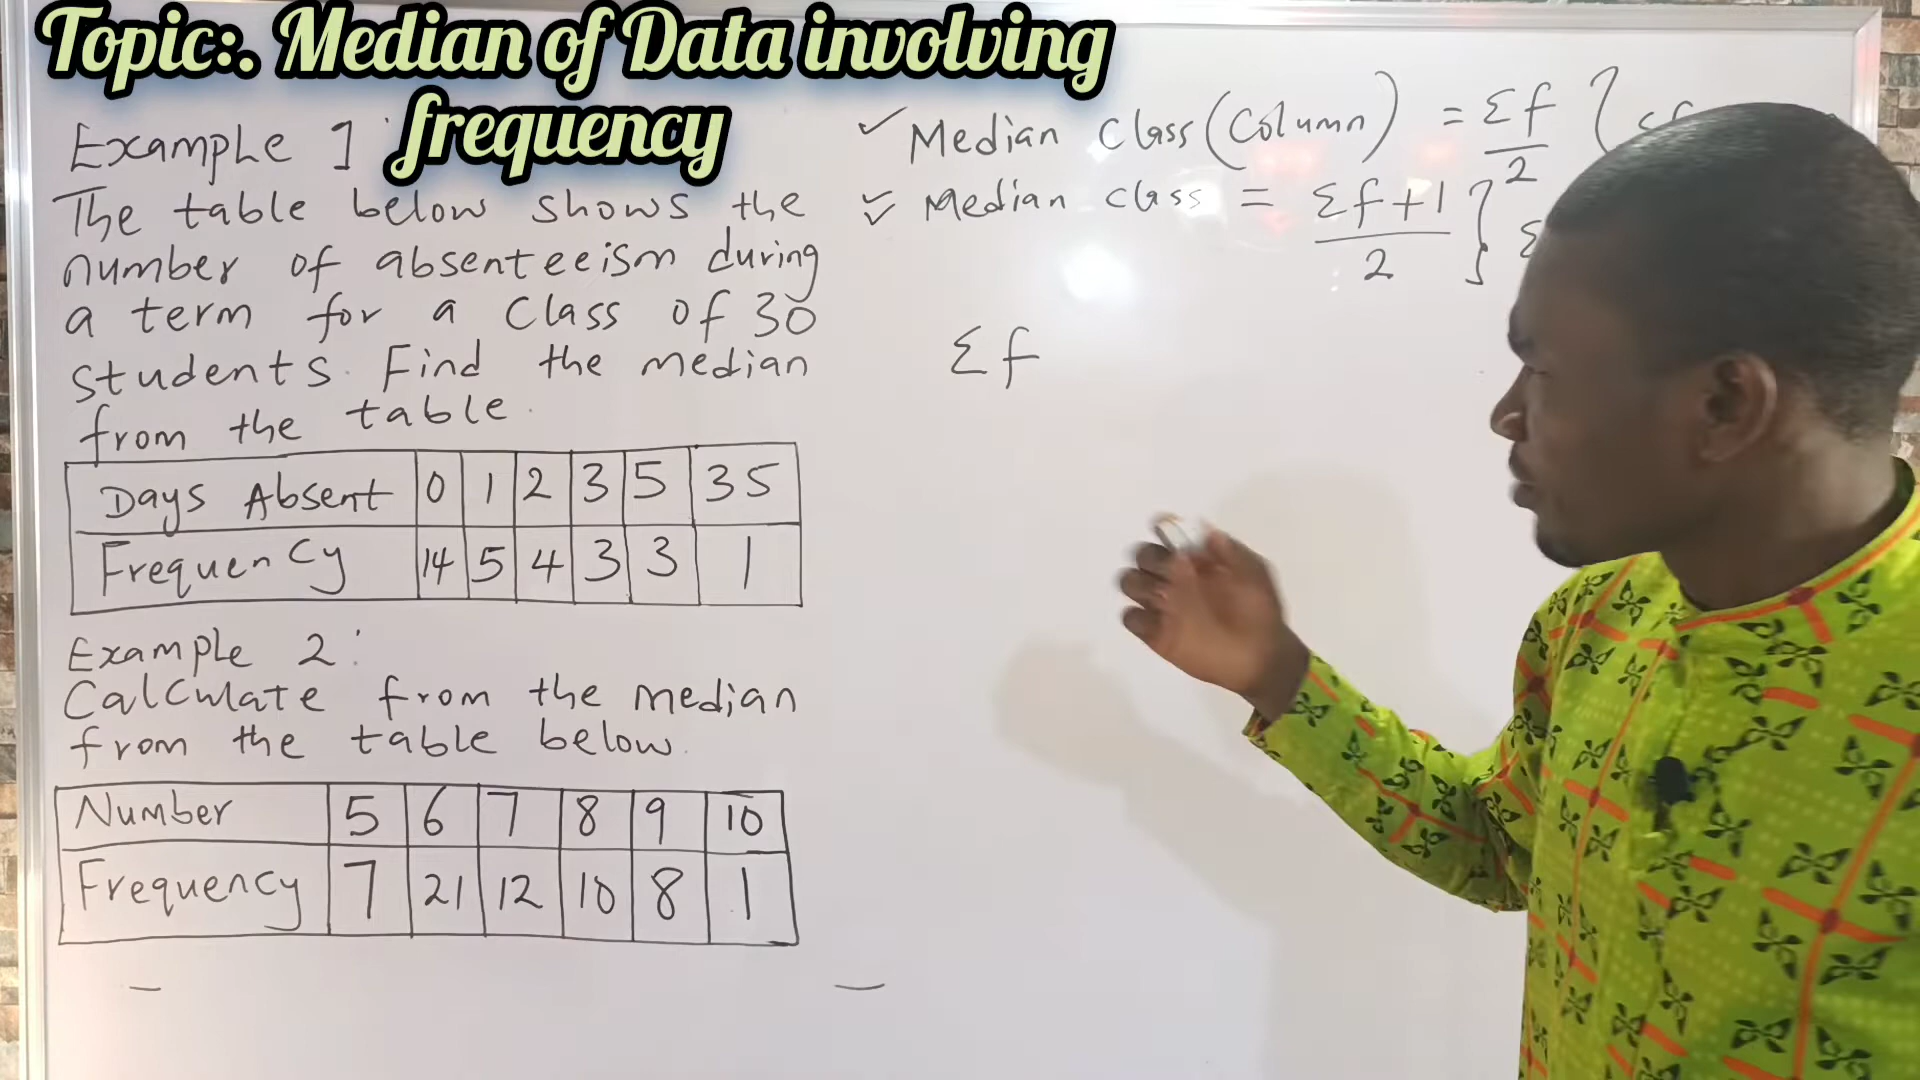 Topic:. Median of Data involving
frequency
Example 1:
The table below shows the
number of absenteeism during
a term for a Class of 30
students. Find the median
from the table.
Days Absent 0 1 2 3 5 35
Frequency 14 5 4 3 3 1
Example 2:
Calculate from the median
from the table below.
Number 5 6 7 8 9 10
Frequency 7 21 12 10 8 1
✓ Median Class (Column) = Σf/2
Median class = Σf+1/2
Σf